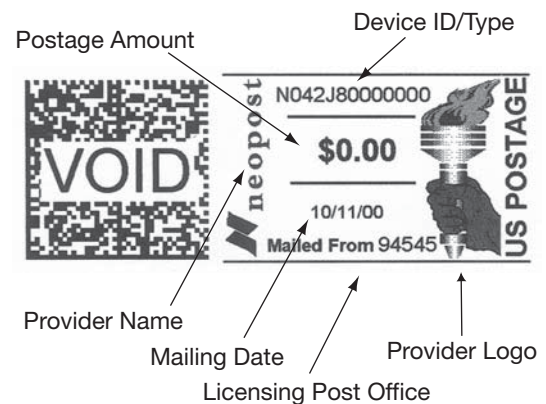 Device ID/Type
Postage Amount
VOID
neopost
N042J80000000
$0.00
10/11/00
Mailed From 94545
US POSTAGE
Provider Name
Mailing Date
Provider Logo
Licensing Post Office